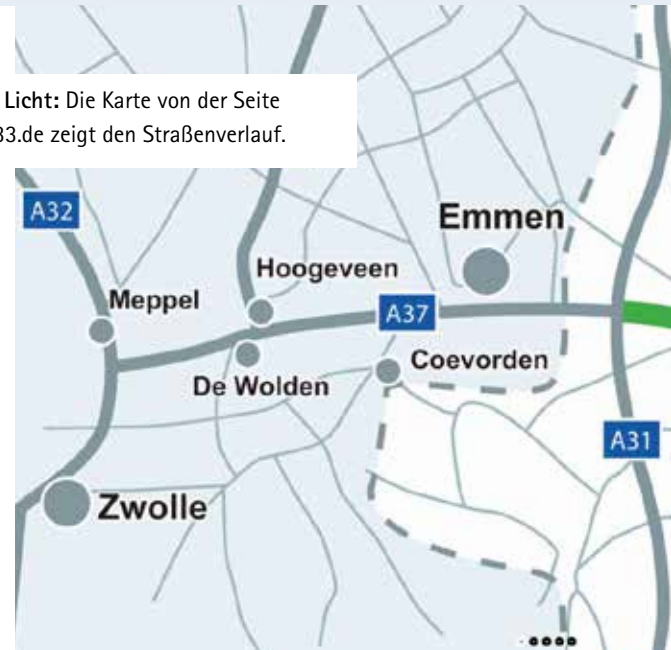 Licht: Die Karte von der Seite
33.de zeigt den Straßenverlauf.
A32
Emmen
Hoogeveen
Meppel
A37
Coevorden
De Wolden
A31
Zwolle